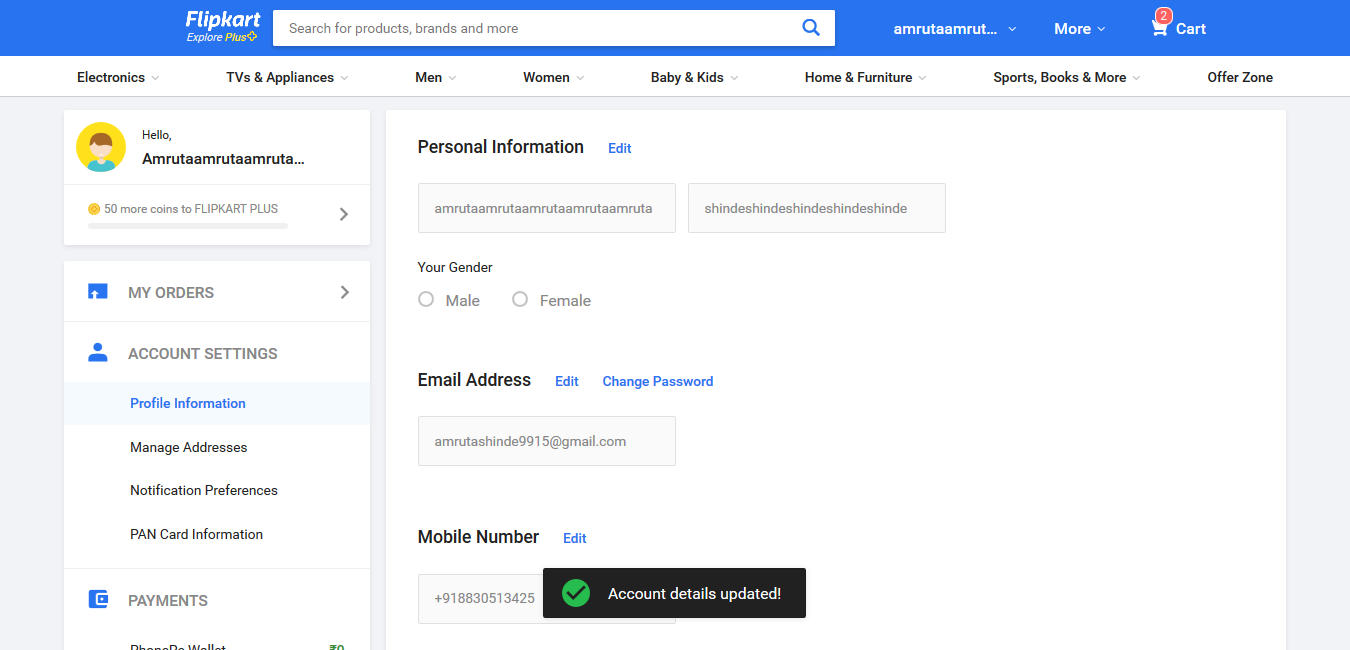 Flipkart
Explore Plus
Search for products, brands and more
amrutaamrut...
More
2
Cart
Electronics
TVs & Appliances
Men
Women
Baby & Kids
Home & Furniture
Sports, Books & More
Offer Zone
Hello,
Amrutaamrutaamruta...
50 more coins to FLIPKART PLUS
MY ORDERS
ACCOUNT SETTINGS
Profile Information
Manage Addresses
Notification Preferences
PAN Card Information
PAYMENTS
PhonePe Wallet
₹0
Personal Information
Edit
amrutaamrutaamrutaamrutaamruta
shindeshindeshindeshindeshinde
Your Gender
Male
Female
Email Address
Edit
Change Password
amrutashinde9915@gmail.com
Mobile Number
Edit
+918830513425
Account details updated!